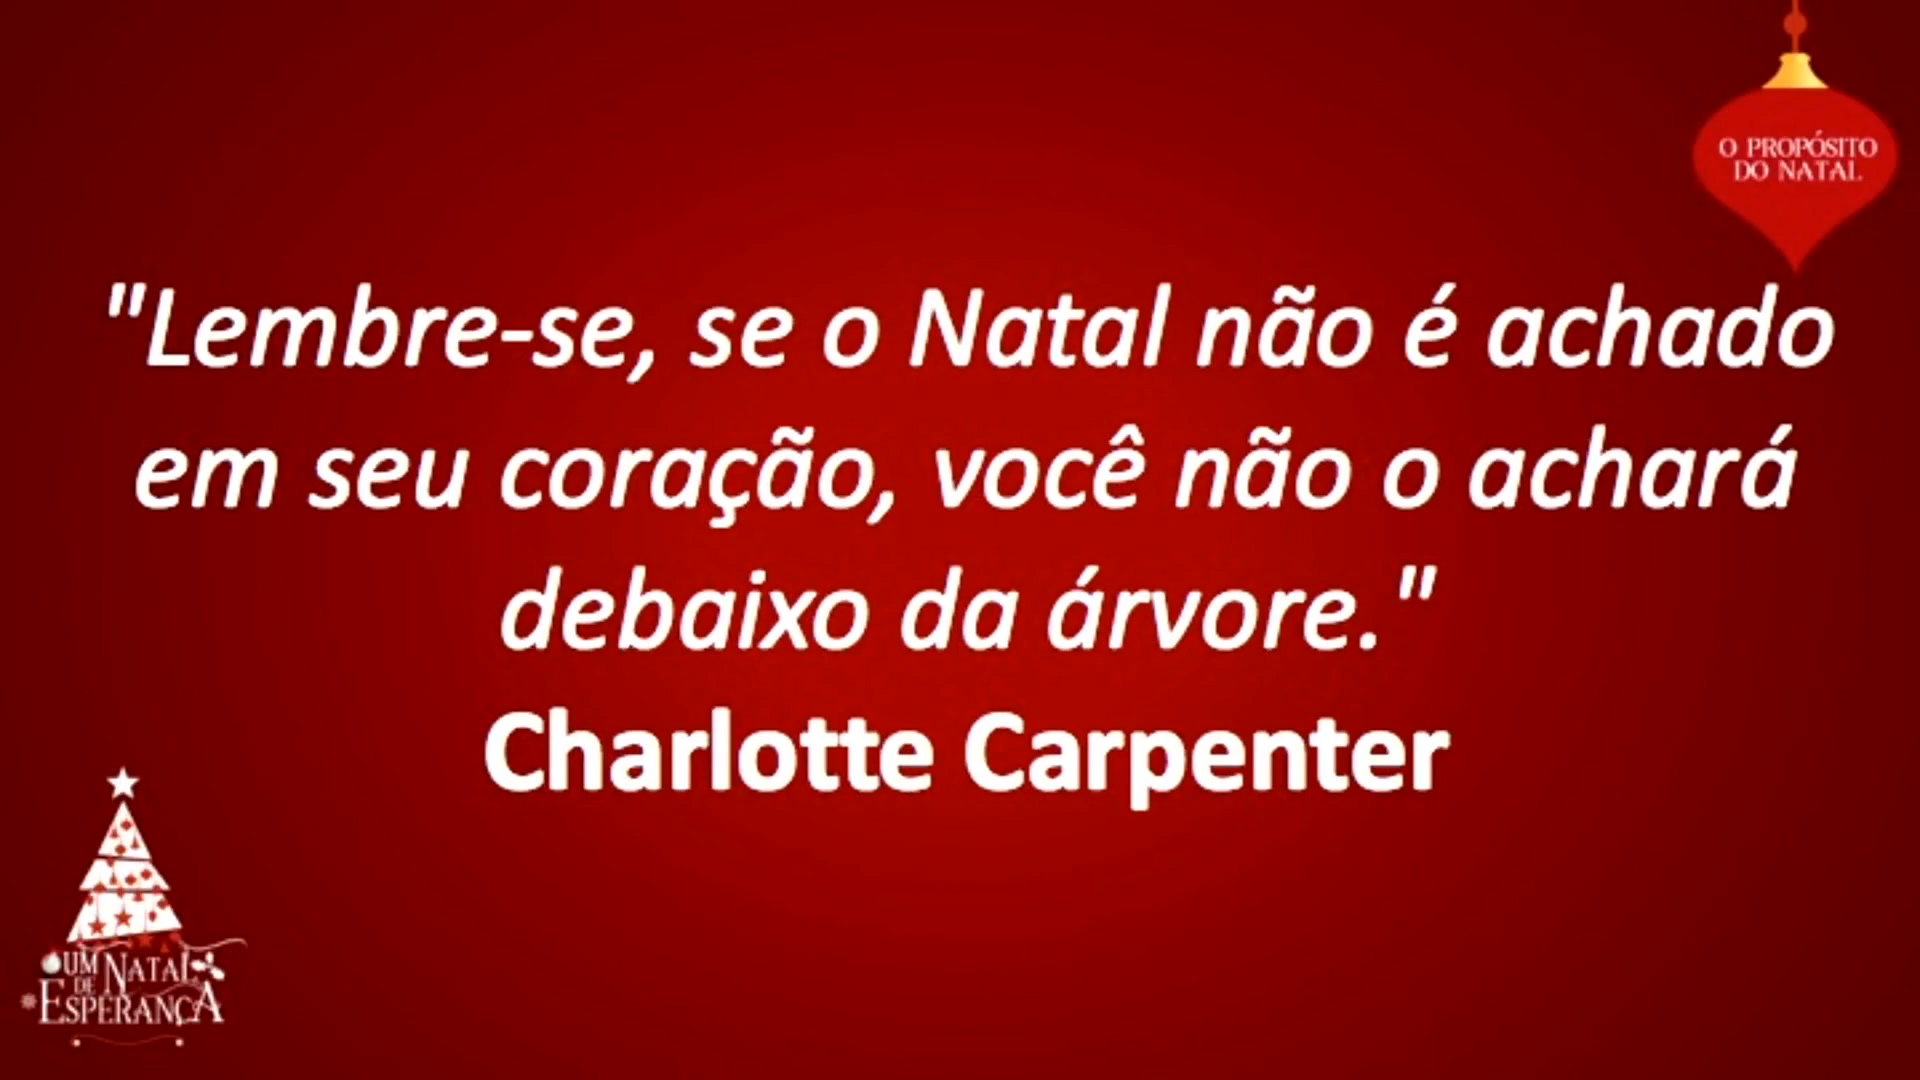 O PROPÓSITO
DO NATAL
"Lembre-se, se o Natal não é achado
em seu coração, você não o achará
debaixo da árvore."
Charlotte Carpenter
UM NATAL
DE
ESPERANÇA